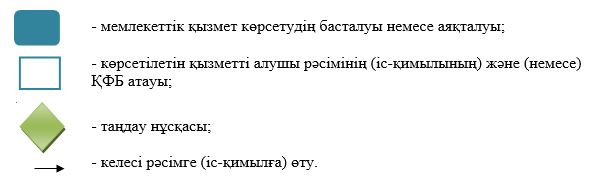 - мемлекеттік қызмет көрсетудің басталуы немесе аяқталуы;
- көрсетілетін қызметті алушы рәсімінің (іс-қимылының) және (немесе)
ҚФБ атауы;
- таңдау нұсқасы;
- келесі рәсімге (іс-қимылға) өту.